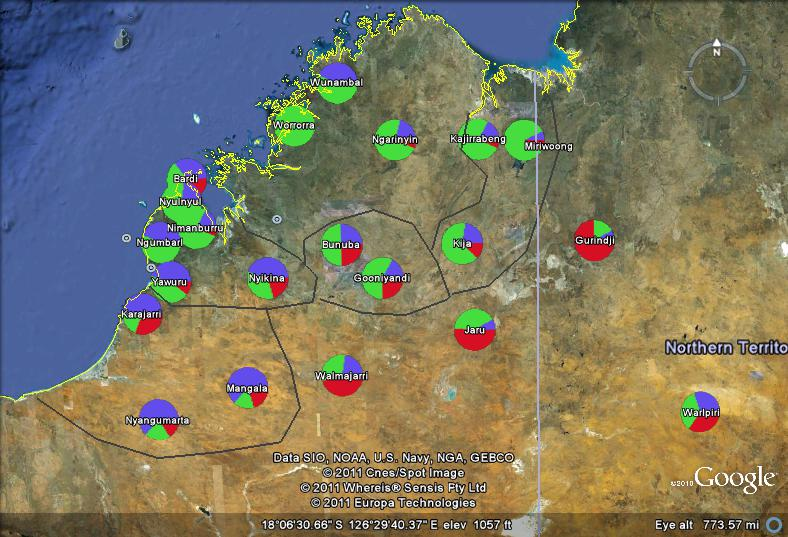 N
Wunambal
Worrorra
Ngarinyin
Kajirrabeng
Miriwoong
Bardi
Nyulnyul
Nimanburru
Ngumbarl
Bunuba
Kija
Gurindji
Yawuru
Nyikina
Gooniyandi
Karajarri
Jaru
Northern Territo
Walmajarri
Mangala
Nyangumarta
Warlpiri
Data SIO, NOAA, U.S. Navy, NGA, GEBCO
© 2011 Cnes/Spot Image
© 2011 Whereis® Sensis Pty Ltd
© 2011 Europa Technologies
©2010 Google
18°06'30.66" S 126°29'40.37" E elev 1057 ft
Eye alt 773.57 mi